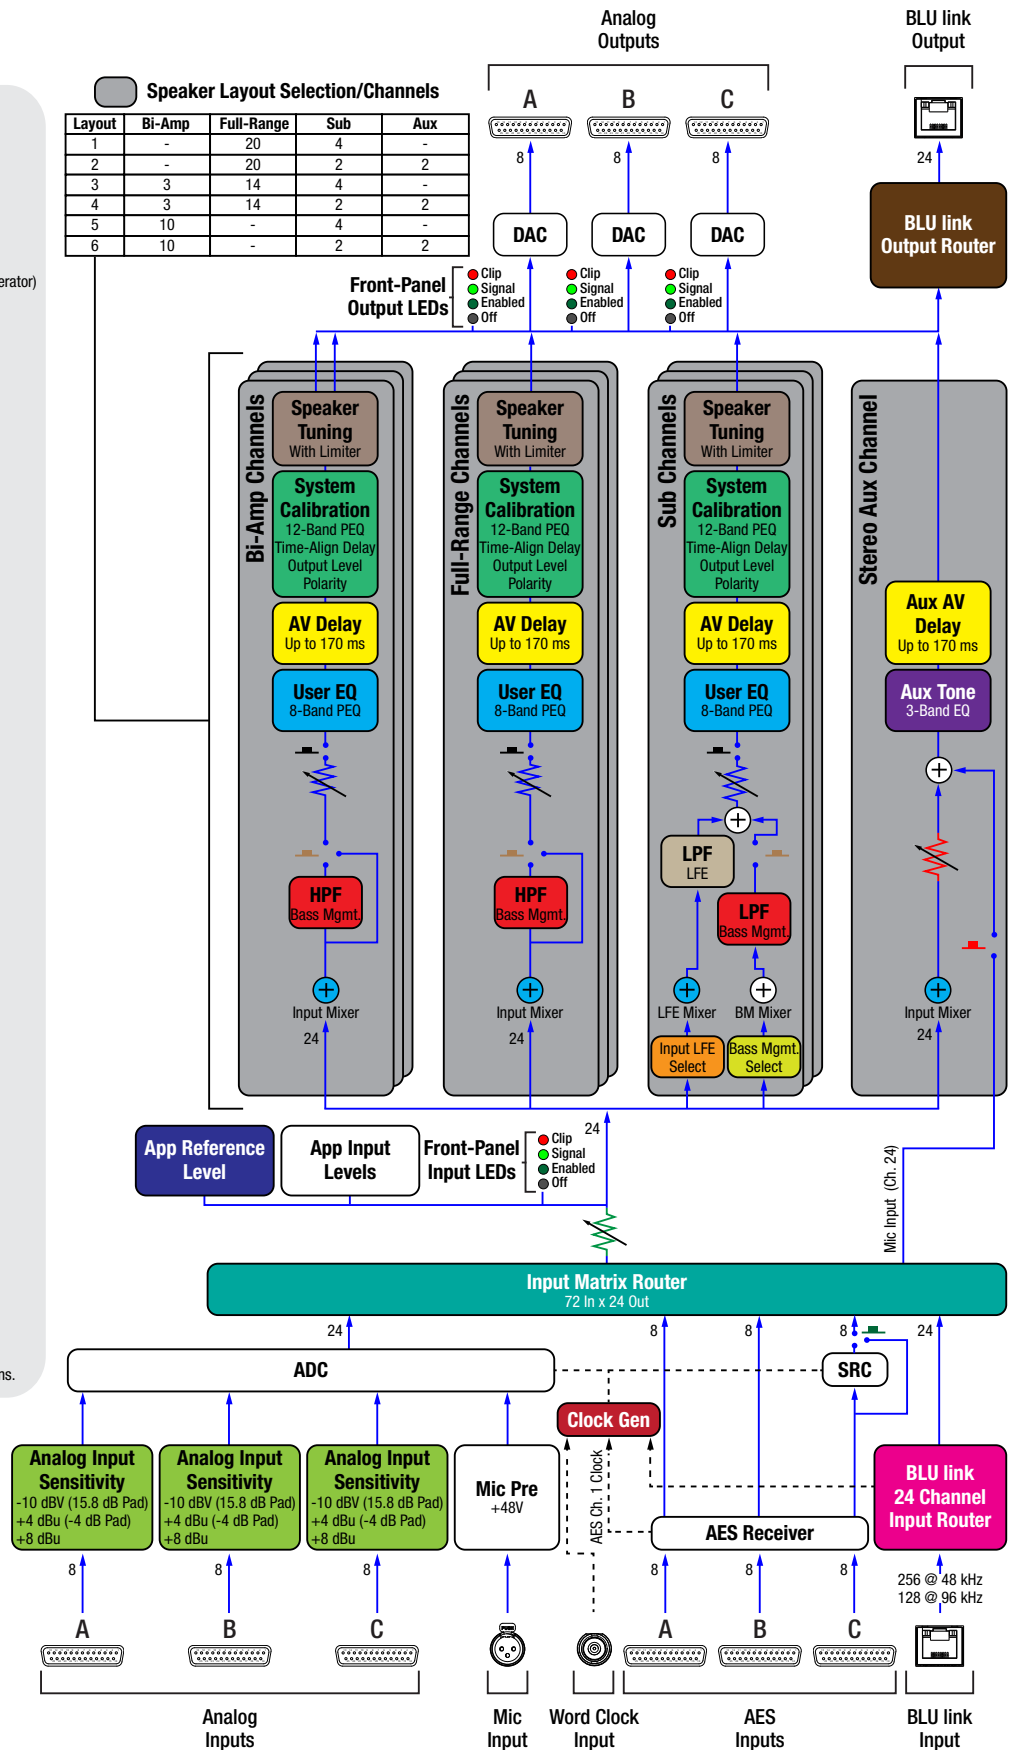 Analog
Outputs
BLU link
Output
Speaker Layout Selection/Channels
A
B
C
Layout Bi-Amp Full-Range Sub Aux
1 - 20 4 -
2 - 20 2 2
3 3 14 4 -
4 3 14 2 2
5 10 - 4 -
6 10 - 2 2
8
8
8
24
DAC
DAC
DAC
BLU link
Output Router
erator)
Front-Panel
Output LEDs
Clip
Signal
Enabled
Off
Clip
Signal
Enabled
Off
Clip
Signal
Enabled
Off
Bi-Amp Channels
Speaker
Tuning
With Limiter
System
Calibration
12-Band PEQ
Time-Align Delay
Output Level
Polarity
AV Delay
Up to 170 ms
User EQ
8-Band PEQ
HPF
Bass Mgmt.
Input Mixer
24
Full-Range Channels
Speaker
Tuning
With Limiter
System
Calibration
12-Band PEQ
Time-Align Delay
Output Level
Polarity
AV Delay
Up to 170 ms
User EQ
8-Band PEQ
HPF
Bass Mgmt.
Input Mixer
24
Sub Channels
Speaker
Tuning
With Limiter
System
Calibration
12-Band PEQ
Time-Align Delay
Output Level
Polarity
AV Delay
Up to 170 ms
User EQ
8-Band PEQ
LPF
LFE
LPF
Bass Mgmt.
LFE Mixer
BM Mixer
Input LFE
Select
Bass Mgmt.
Select
Stereo Aux Channel
Aux AV
Delay
Up to 170 ms
Aux Tone
3-Band EQ
Input Mixer
24
App Reference
Level
App Input
Levels
Front-Panel
Input LEDs
Clip
Signal
Enabled
Off
24
Mic Input (Ch. 24)
Input Matrix Router
72 In x 24 Out
24
8
8
8
24
ns.
ADC
SRC
Clock Gen
Analog Input
Sensitivity
-10 dBV (15.8 dB Pad)
+4 dBu (-4 dB Pad)
+8 dBu
Analog Input
Sensitivity
-10 dBV (15.8 dB Pad)
+4 dBu (-4 dB Pad)
+8 dBu
Analog Input
Sensitivity
-10 dBV (15.8 dB Pad)
+4 dBu (-4 dB Pad)
+8 dBu
Mic Pre
+48V
AES Ch. 1 Clock
AES Receiver
BLU link
24 Channel
Input Router
8
8
8
8
8
8
256 @ 48 kHz
128 @ 96 kHz
A
B
C
PUSH
A
B
C
Analog
Inputs
Mic
Input
Word Clock
Input
AES
Inputs
BLU link
Input